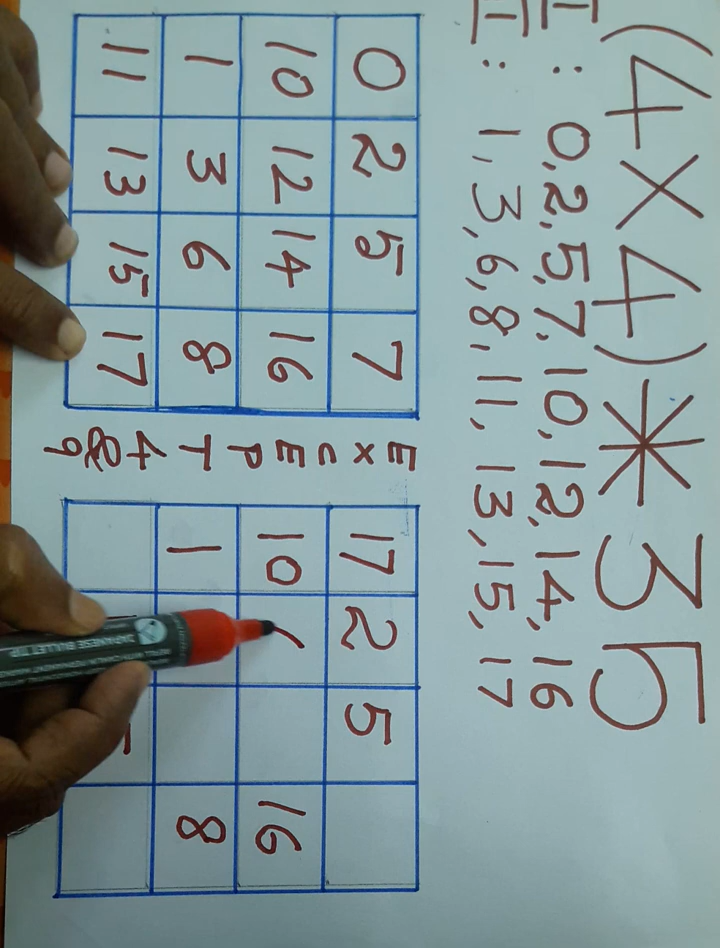 (4×4)*35
I : 0,2,5,7,10,12,14,16
II : 1,3,6,8,11,13,15,17
0 2 5 7
10 12 14 16
1 3 6 8
11 13 15 17
EXCEPT 4 & 9
17 2 5
10 16
1 8